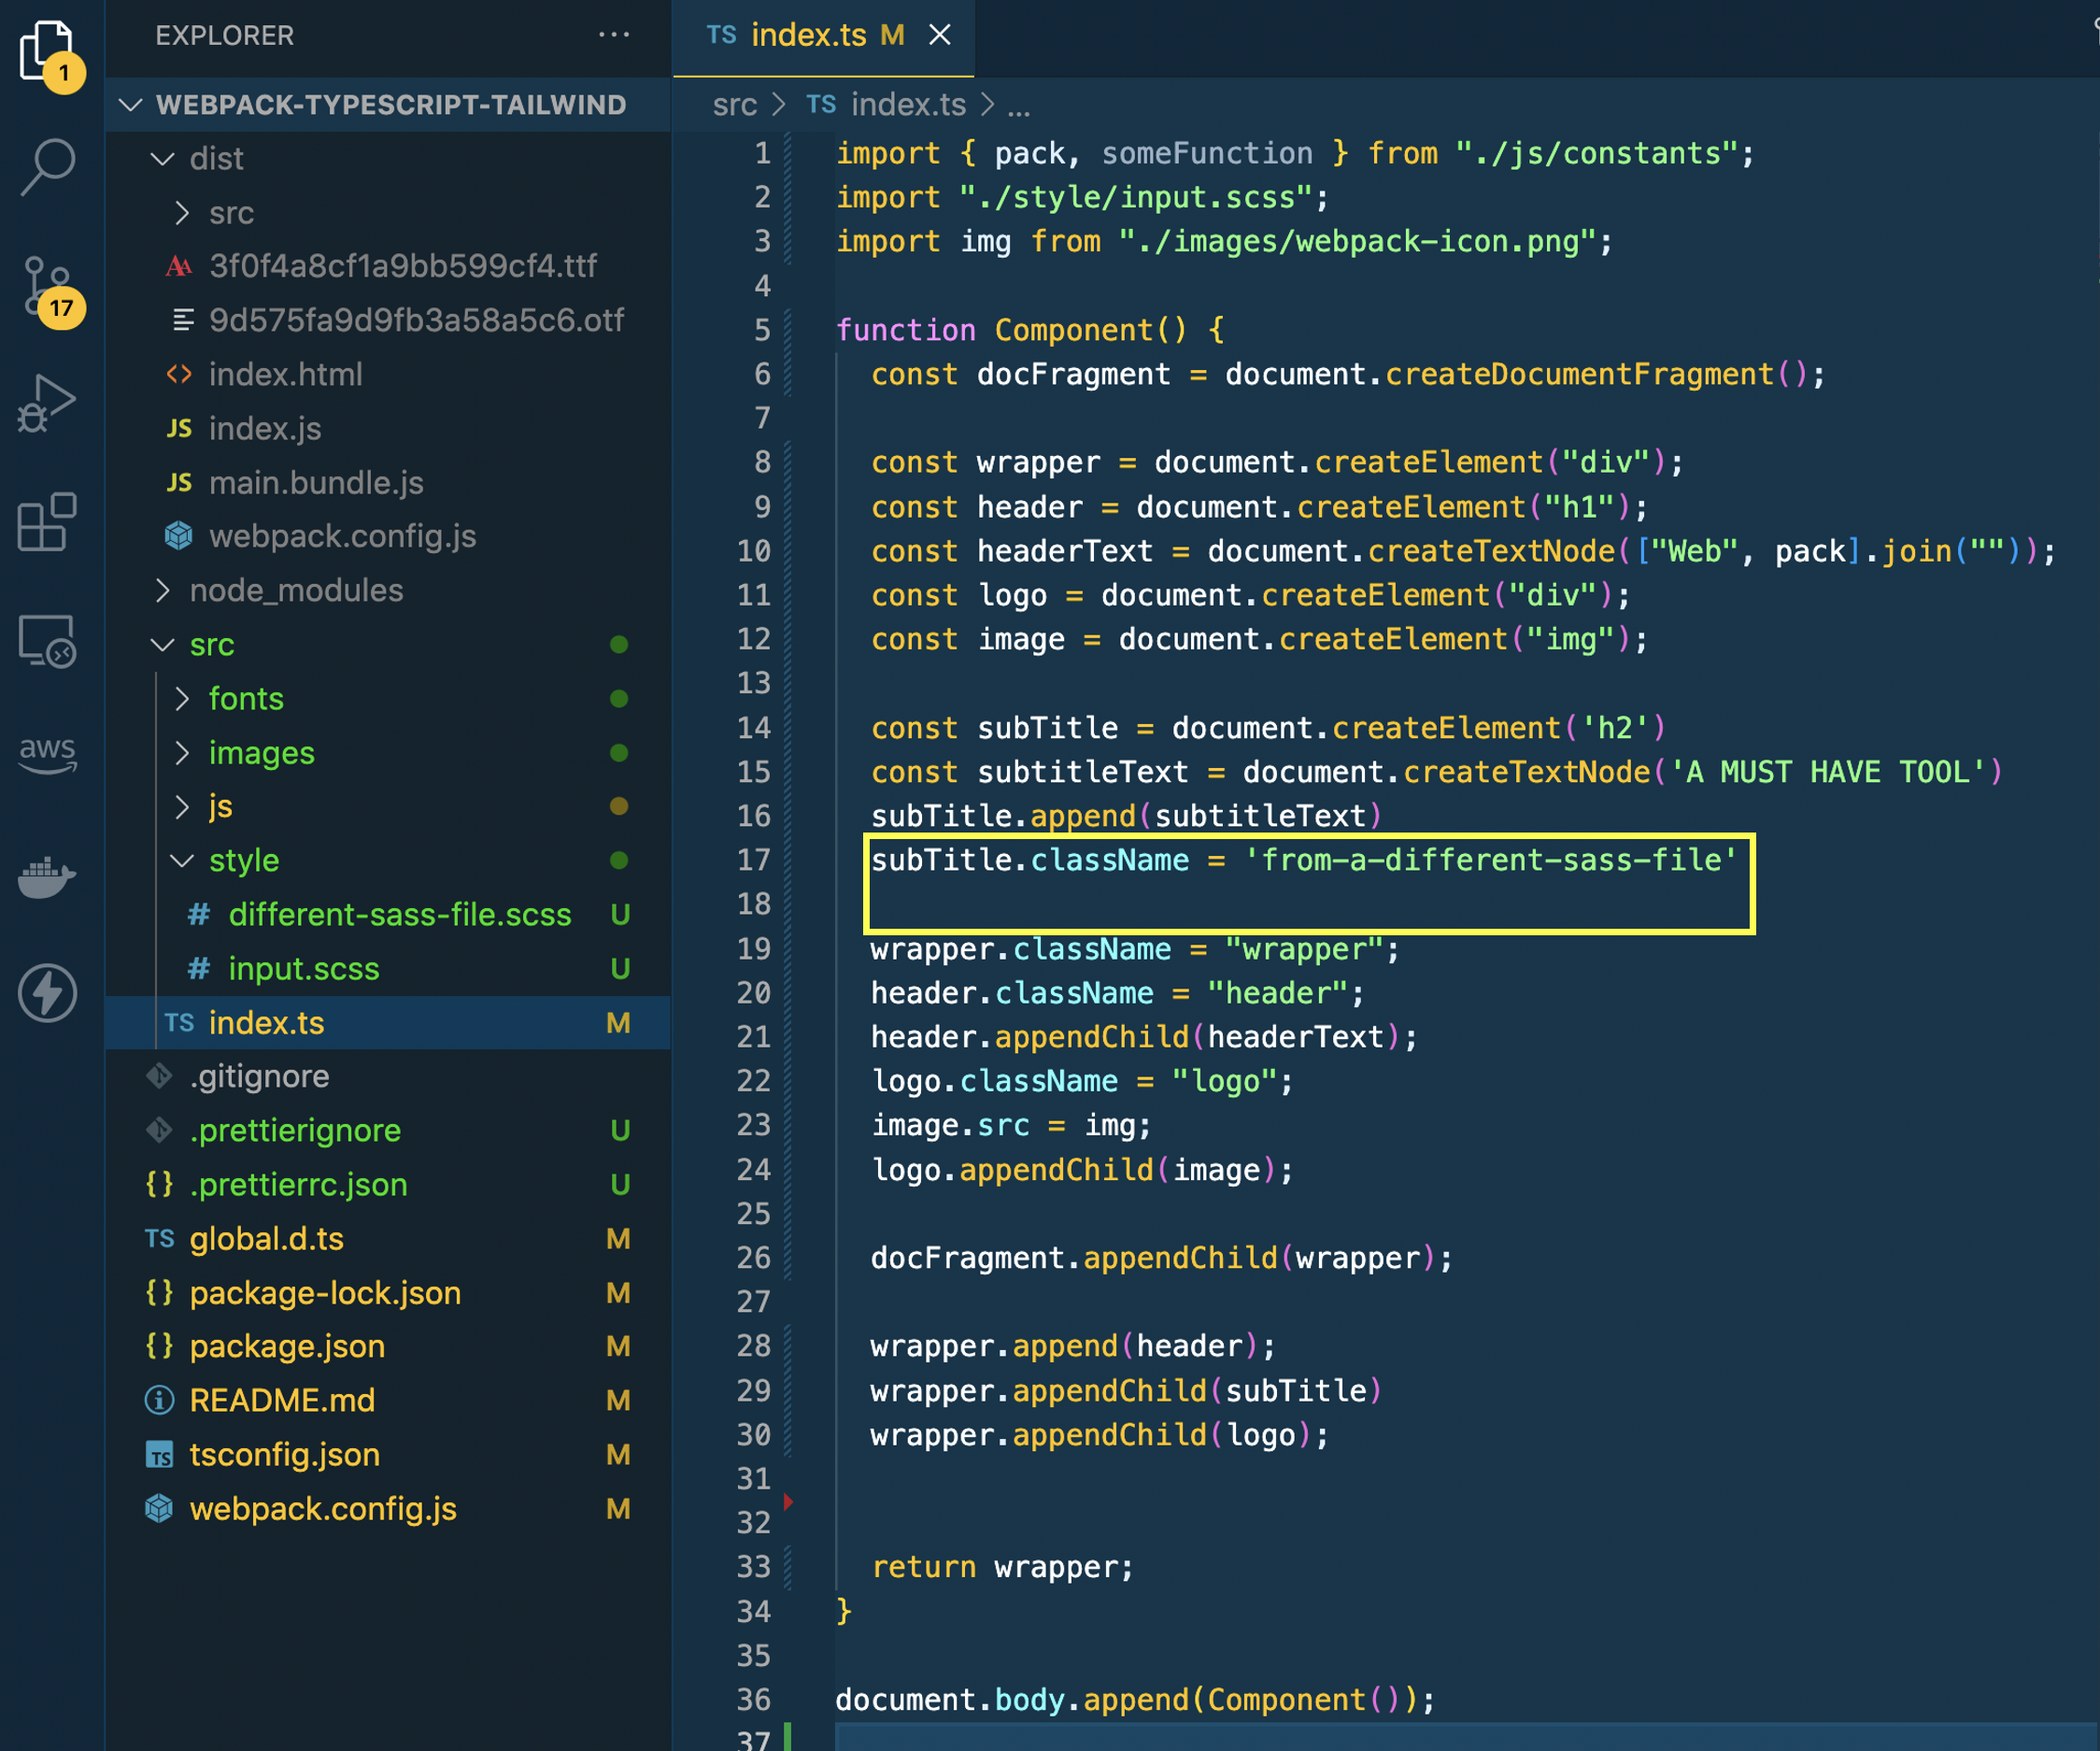 EXPLORER ...
1
WEBPACK-TYPESCRIPT-TAILWIND
dist
src
3f0f4a8cf1a9bb599cf4.ttf
9d575fa9d9fb3a58a5c6.otf
17
<> index.html
JS index.js
JS main.bundle.js
webpack.config.js
node_modules
src
fonts
images
aws
js
style
# different-sass-file.scss U
# input.scss U
TS index.ts M
.gitignore
.prettierignore U
{} .prettierrc.json U
TS global.d.ts M
{} package-lock.json M
{} package.json M
README.md M
TS tsconfig.json M
webpack.config.js M
TS index.ts M ×
src > TS index.ts > ...
1 import { pack, someFunction } from "./js/constants";
2 import "./style/input.scss";
3 import img from "./images/webpack-icon.png";
4
5 function Component() {
6 const docFragment = document.createDocumentFragment();
7
8 const wrapper = document.createElement("div");
9 const header = document.createElement("h1");
10 const headerText = document.createTextNode(["Web", pack].join(""));
11 const logo = document.createElement("div");
12 const image = document.createElement("img");
13
14 const subTitle = document.createElement('h2')
15 const subtitleText = document.createTextNode('A MUST HAVE TOOL')
16 subTitle.append(subtitleText)
17 subTitle.className = 'from-a-different-sass-file'
18
19 wrapper.className = "wrapper";
20 header.className = "header";
21 header.appendChild(headerText);
22 logo.className = "logo";
23 image.src = img;
24 logo.appendChild(image);
25
26 docFragment.appendChild(wrapper);
27
28 wrapper.append(header);
29 wrapper.appendChild(subTitle)
30 wrapper.appendChild(logo);
31
32
33 return wrapper;
34 }
35
36 document.body.append(Component());
37